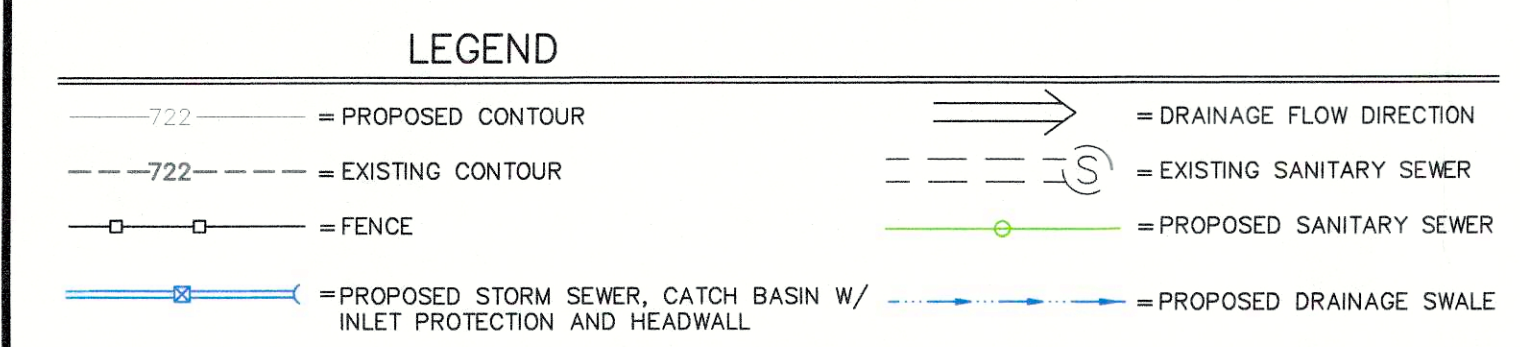 LEGEND
722 = PROPOSED CONTOUR
722 = EXISTING CONTOUR
= FENCE
= PROPOSED STORM SEWER, CATCH BASIN W/
INLET PROTECTION AND HEADWALL
= DRAINAGE FLOW DIRECTION
S = EXISTING SANITARY SEWER
= PROPOSED SANITARY SEWER
= PROPOSED DRAINAGE SWALE